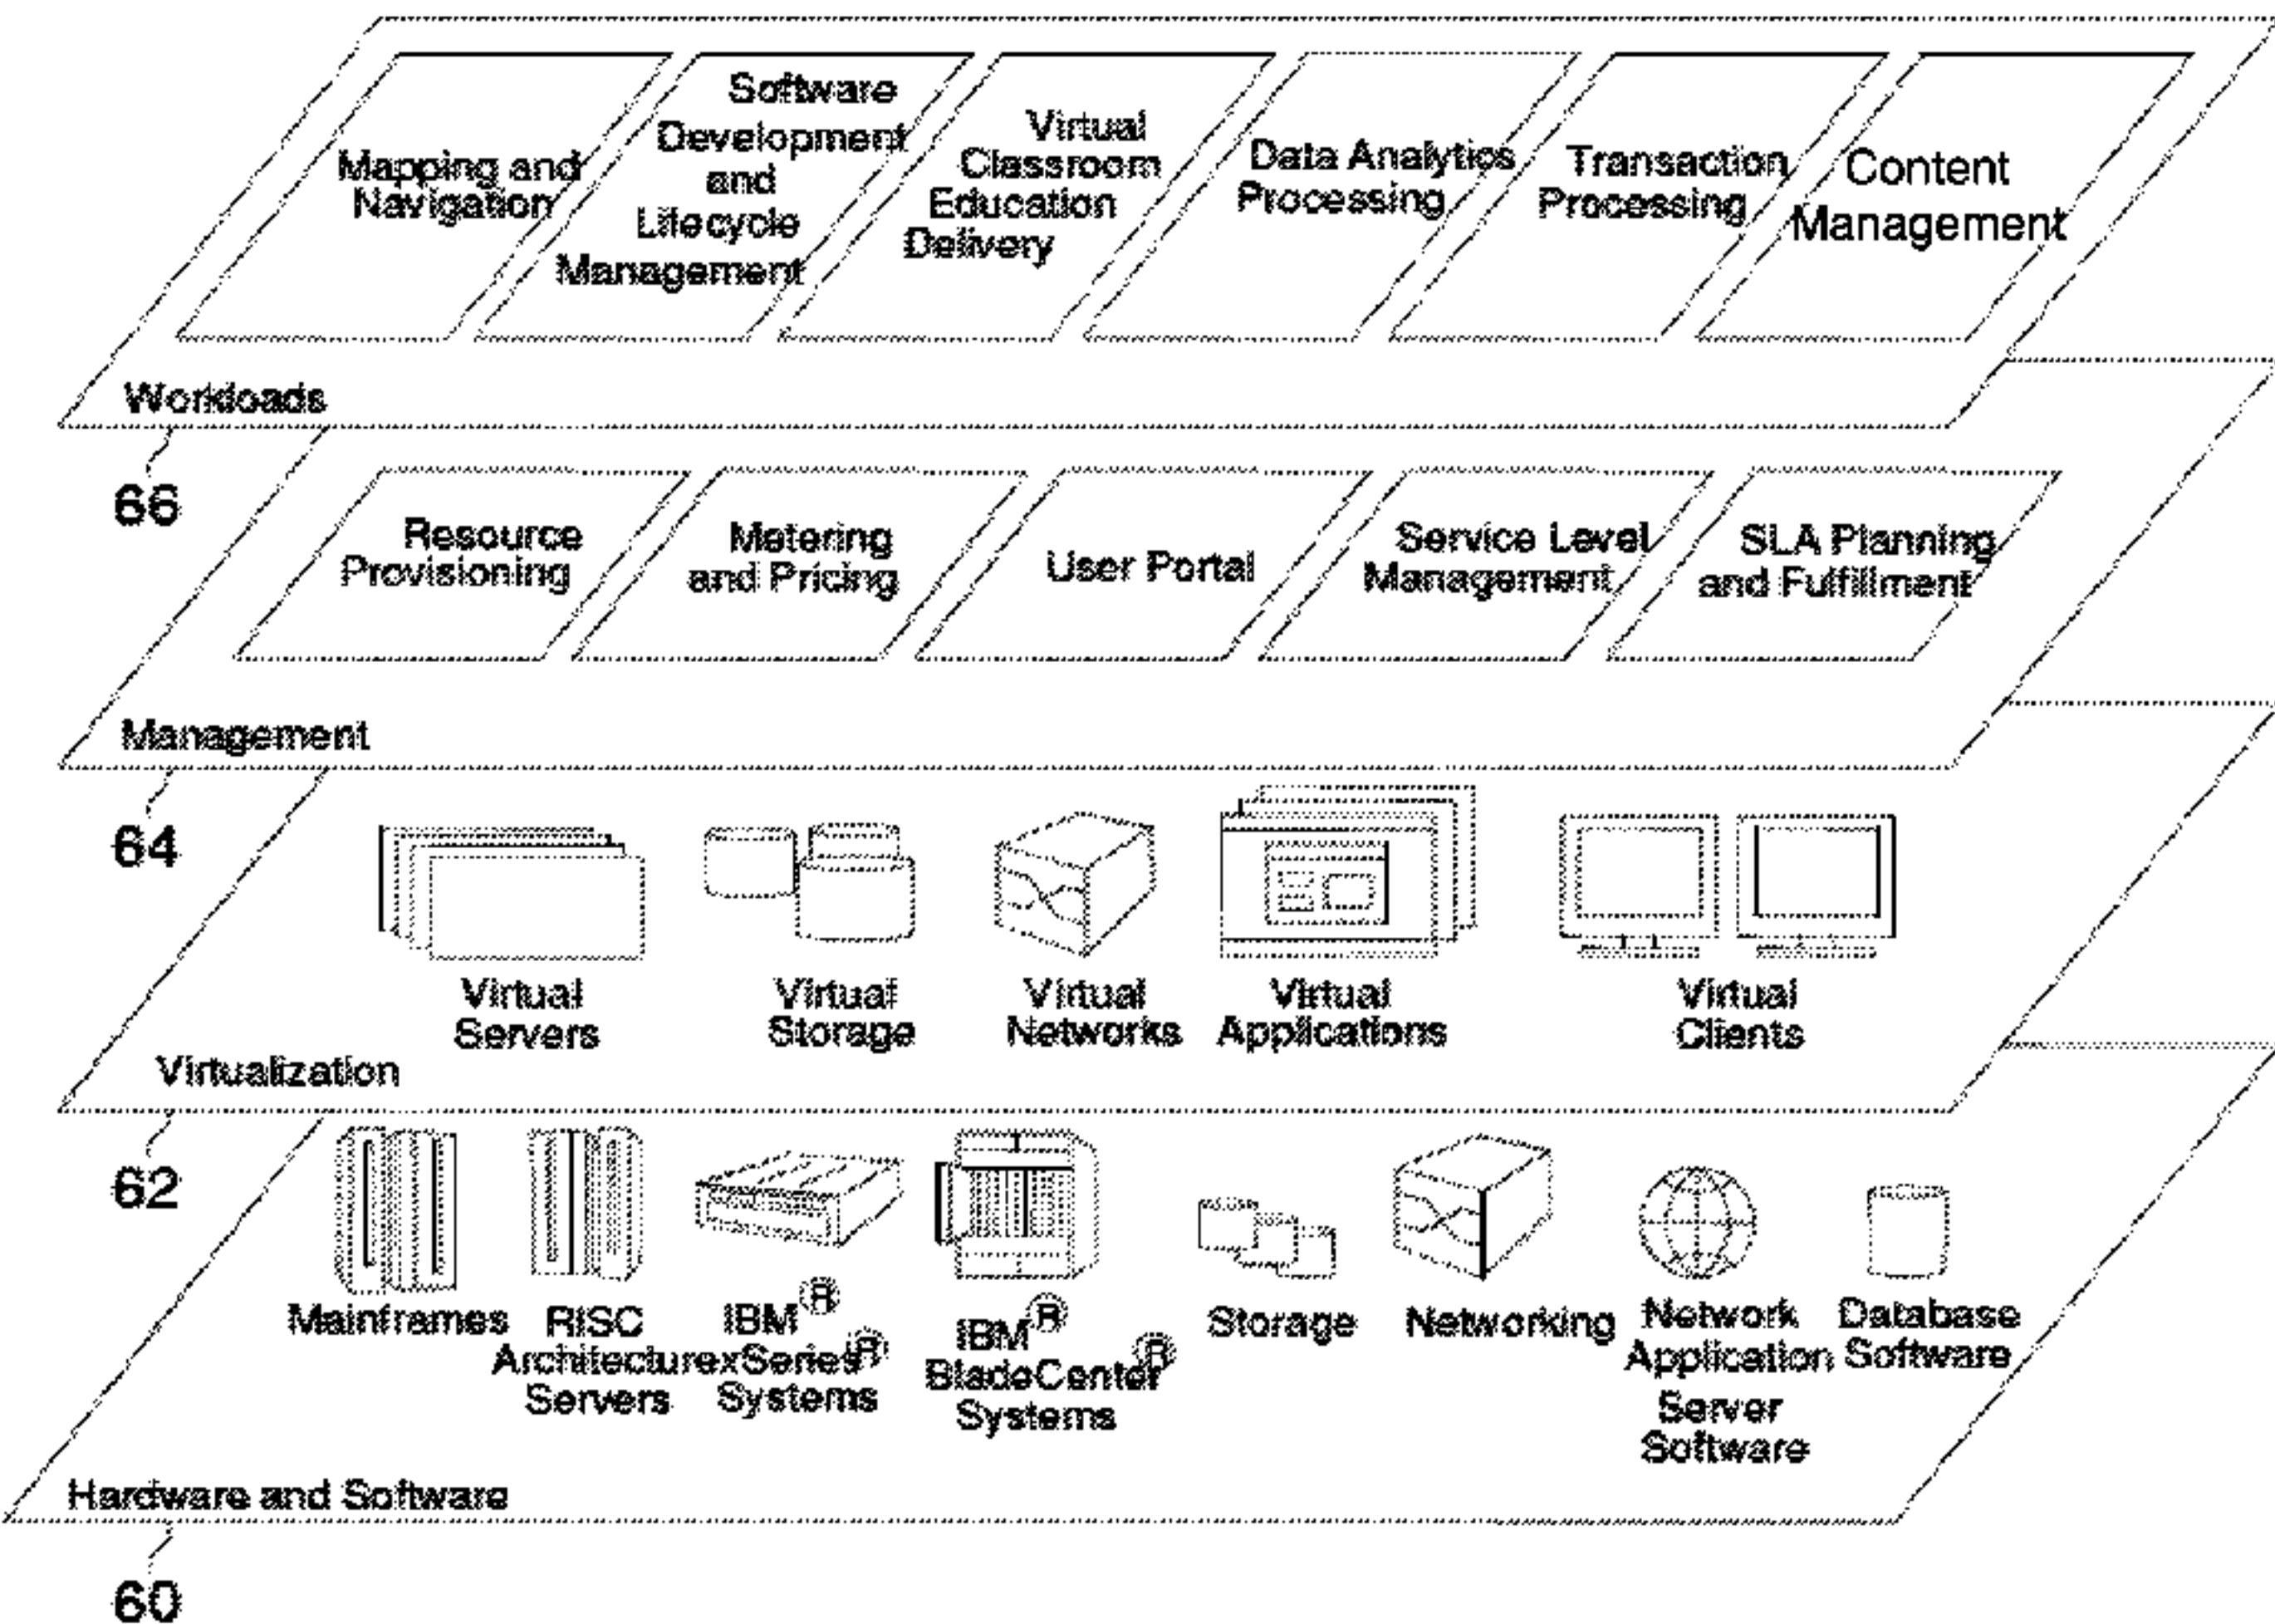 Mapping and
Navigation
Software
Development
and
Lifecycle
Management
Virtual
Classroom
Education
Delivery
Data Analytics
Processing
Transaction
Processing
Content
Management
Workloads
66
Resource
Provisioning
Metering
and Pricing
User Portal
Service Level
Management
SLA Planning
and Fulfillment
Management
64
Virtual
Servers
Virtual
Storage
Virtual
Networks
Virtual
Applications
Virtual
Clients
Virtualization
62
Mainframes
RISC
Architecture
Servers
IBM®
xSeries®
Systems
IBM®
BladeCenter®
Systems
Storage
Networking
Network
Application
Server
Software
Database
Software
Hardware and Software
60